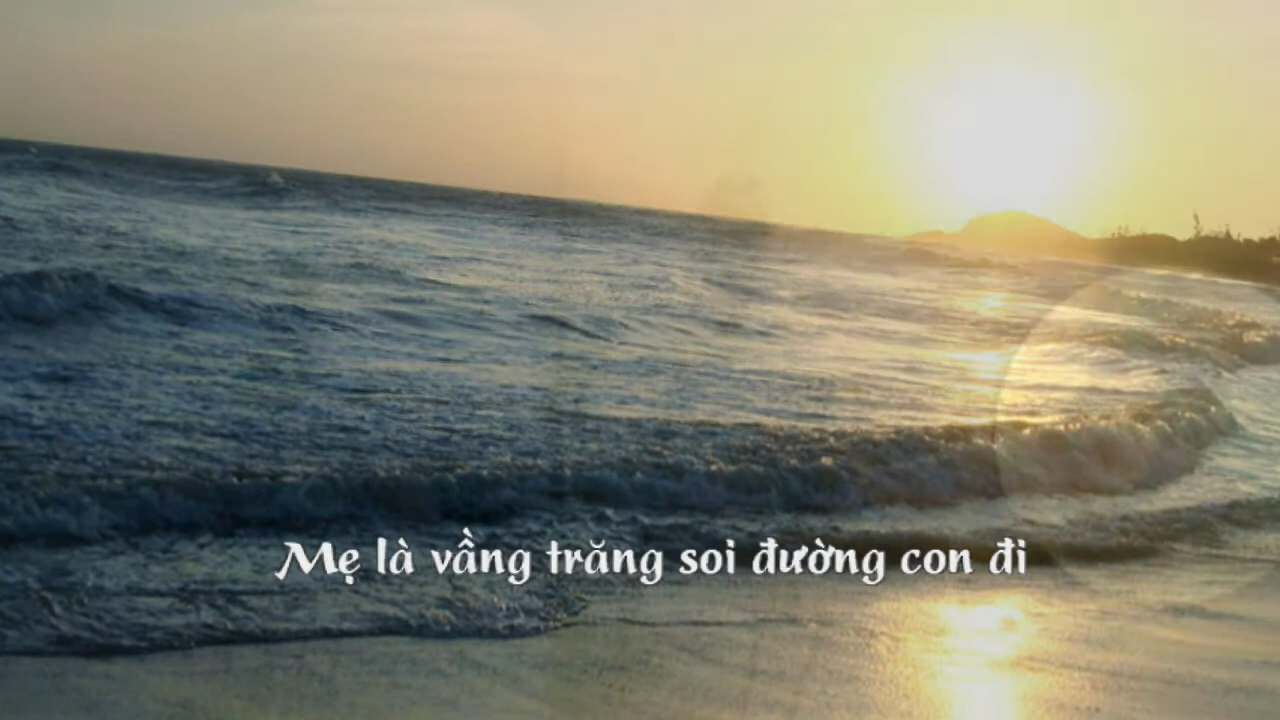 Mẹ là vầng trăng soi đường con đi